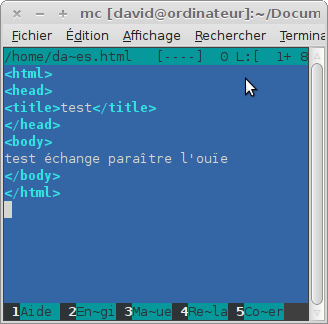 mc [david@ordinateur]:~/Docum
Fichier Édition Affichage Rechercher Termina
/home/da~es.html [----] 0 L:[ 1+ 8
<html>
<head>
<title>test</title>
</head>
<body>
test échange paraître l'ouïe
</body>
</html>
1Aide 2En~gi 3Ma~ue 4Re~la 5Co~er